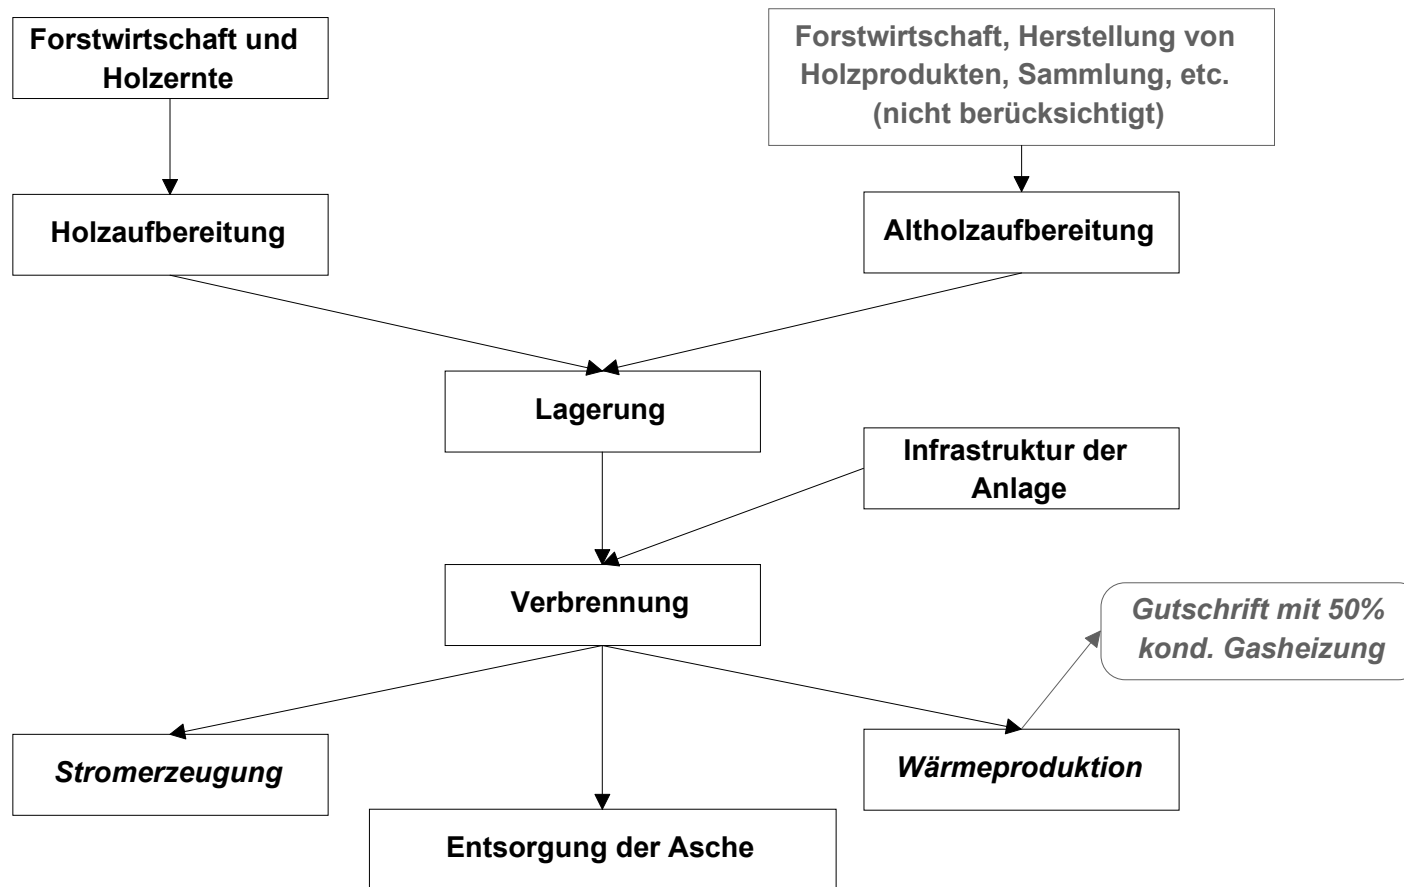 Forstwirtschaft und
Holzernte
Forstwirtschaft, Herstellung von
Holzprodukten, Sammlung, etc.
(nicht berücksichtigt)
Holzaufbereitung
Altholzaufbereitung
Lagerung
Infrastruktur der
Anlage
Verbrennung
Gutschrift mit 50%
kond. Gasheizung
Stromerzeugung
Wärmeproduktion
Entsorgung der Asche